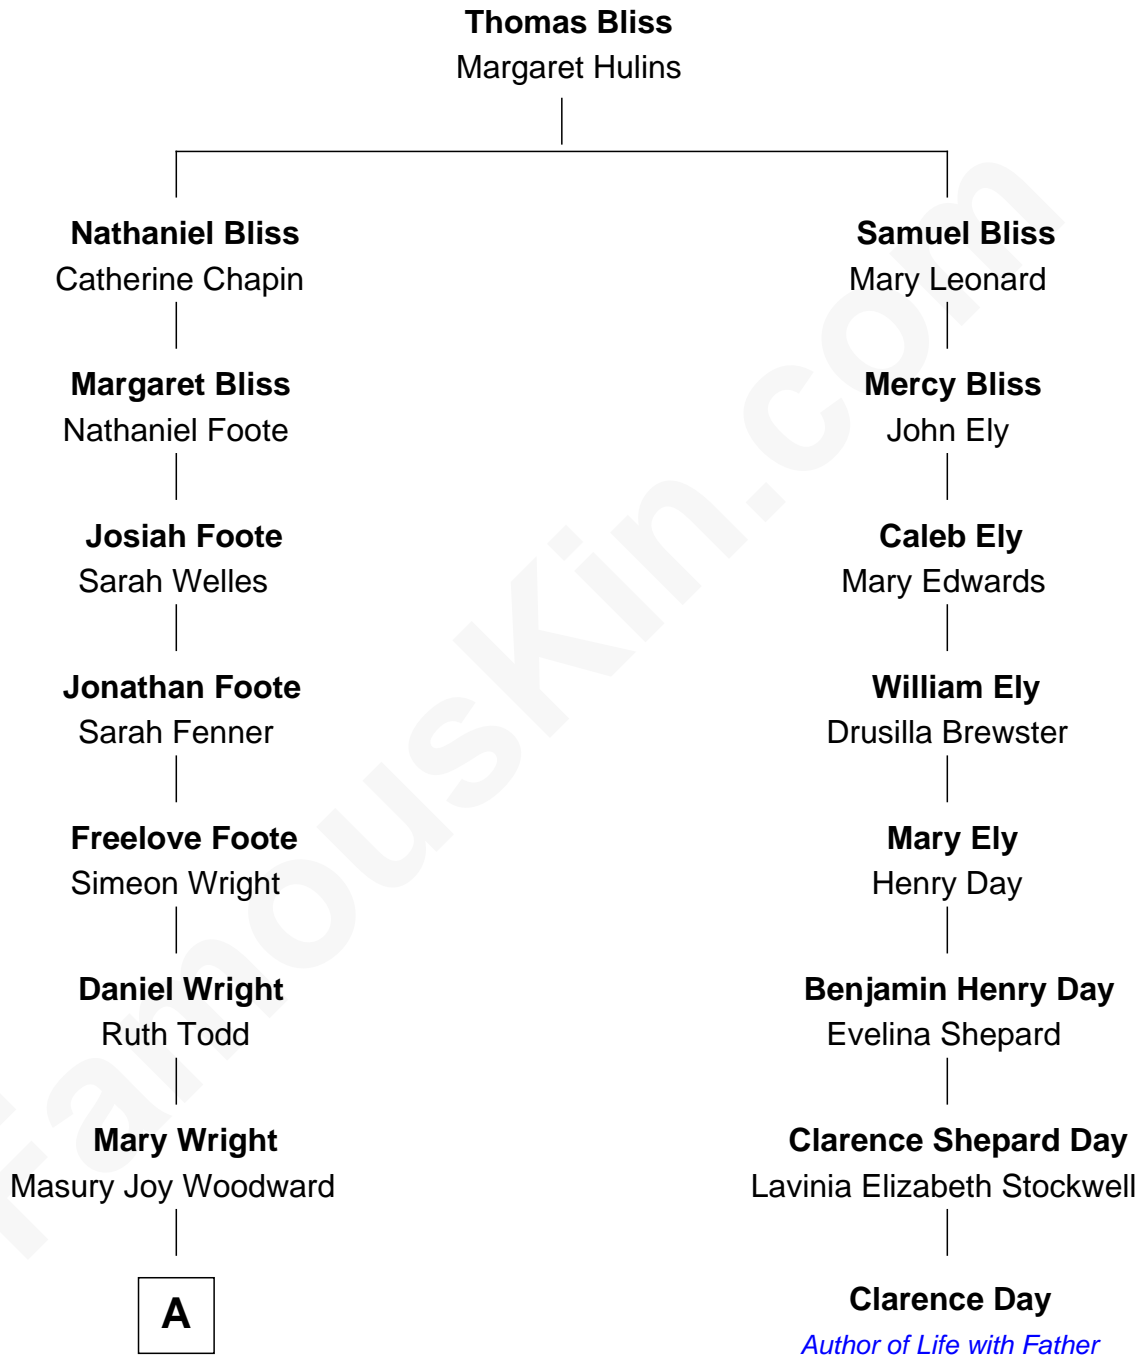 Thomas Bliss
Margaret Hulins
Nathaniel Bliss
Catherine Chapin
Samuel Bliss
Mary Leonard
Margaret Bliss
Nathaniel Foote
Mercy Bliss
John Ely
Josiah Foote
Sarah Welles
Caleb Ely
Mary Edwards
Jonathan Foote
Sarah Fenner
William Ely
Drusilla Brewster
Freelove Foote
Simeon Wright
Mary Ely
Henry Day
Daniel Wright
Ruth Todd
Benjamin Henry Day
Evelina Shepard
Mary Wright
Masury Joy Woodward
Clarence Shepard Day
Lavinia Elizabeth Stockwell
A
Clarence Day
Author of Life with Father
FamousKin.com